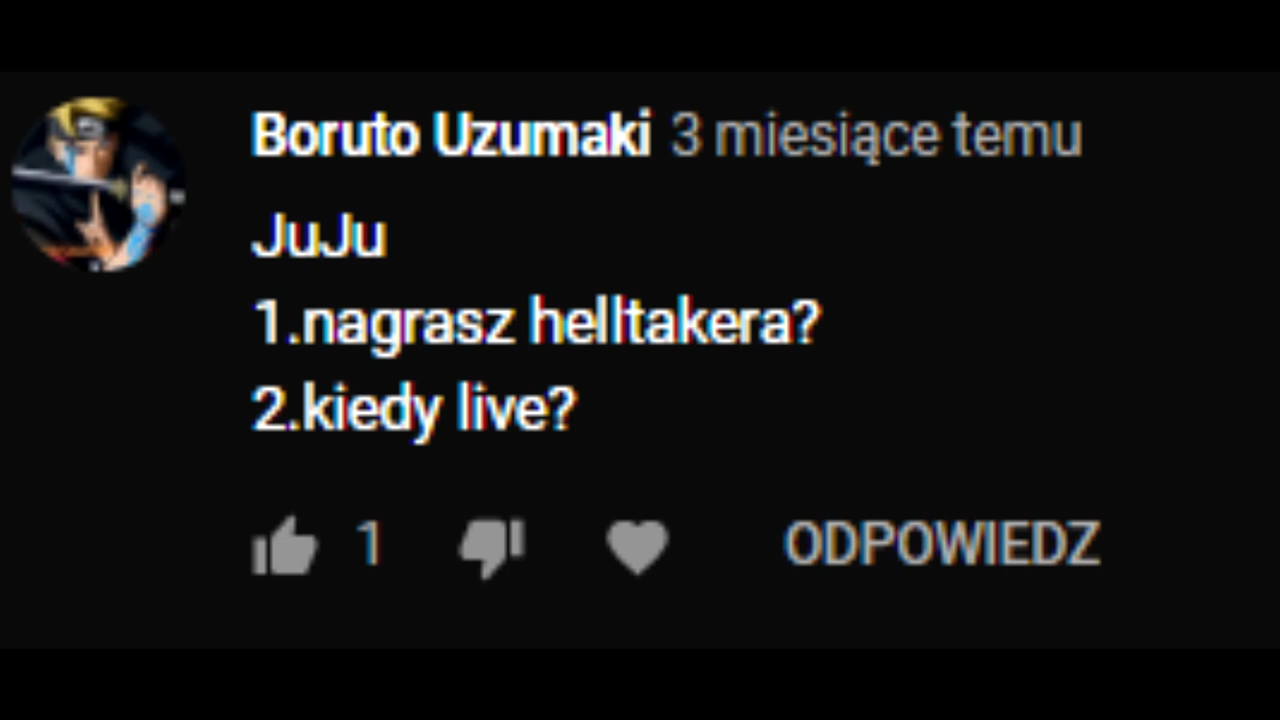 Boruto Uzumaki 3 miesiące temu
JuJu
1.nagrasz helltakera?
2.kiedy live?
1 ODPOWIEDZ